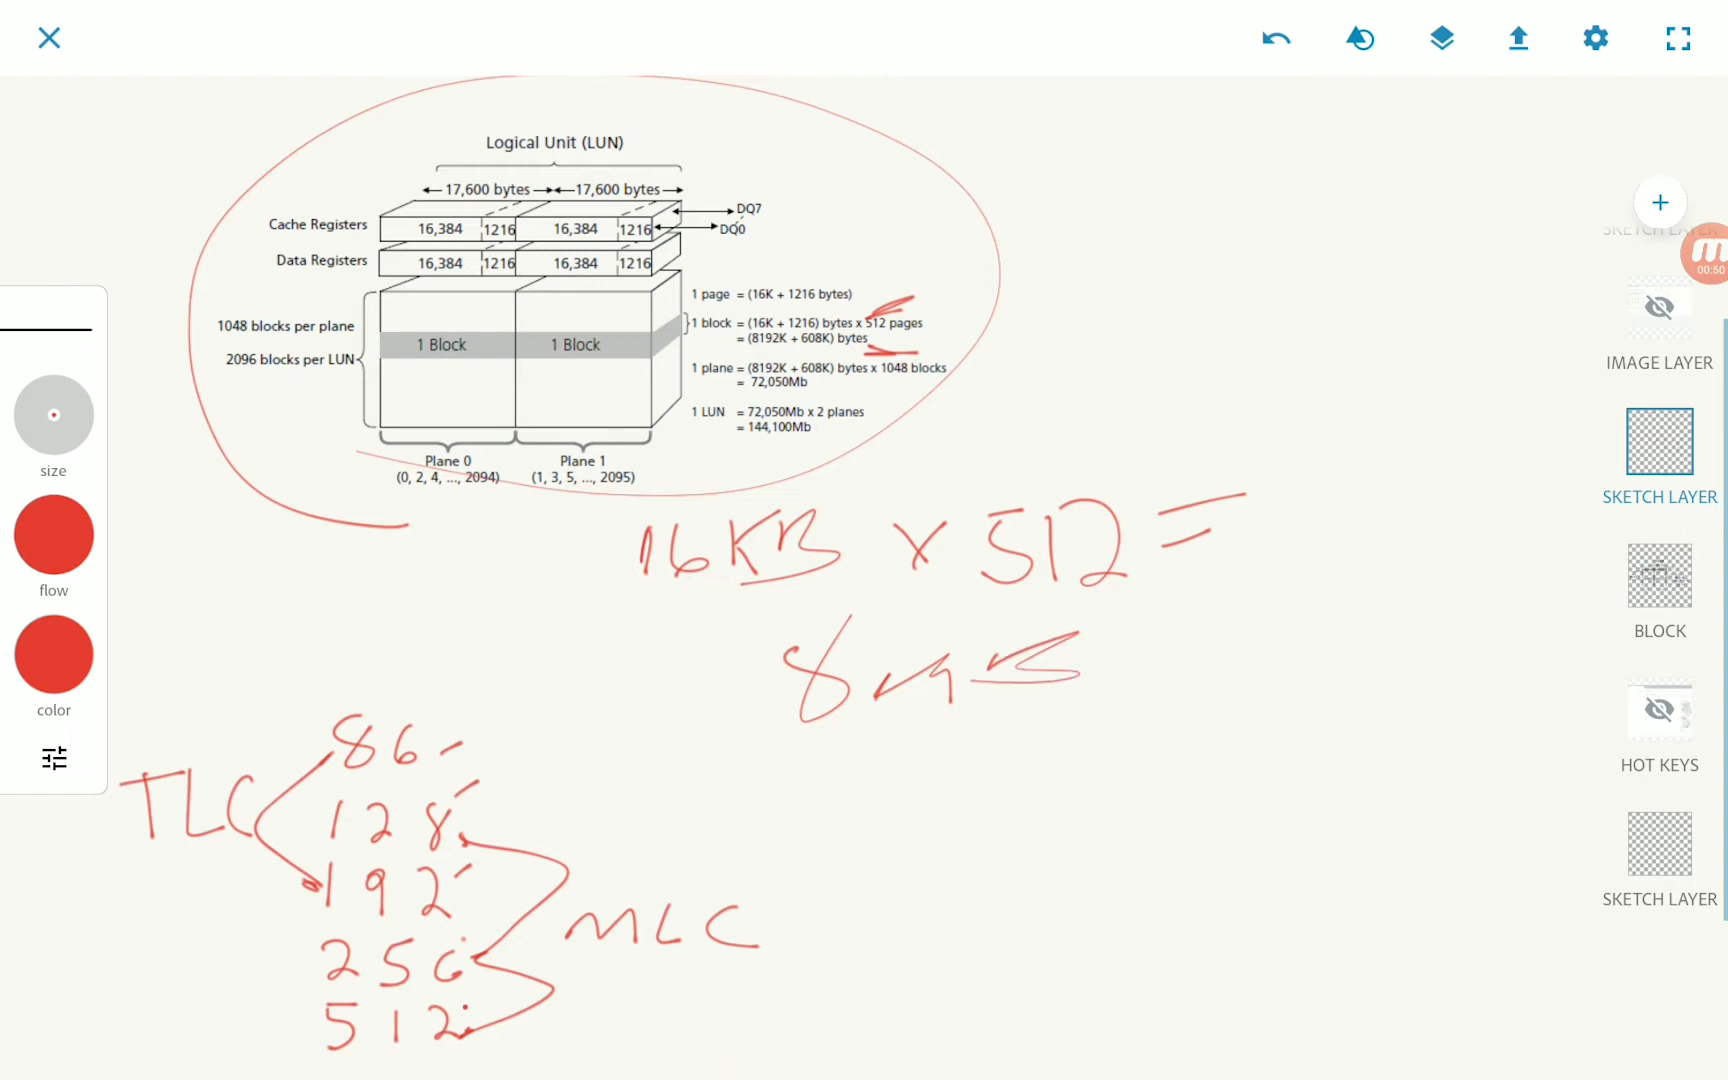 Logical Unit (LUN)
17,600 bytes 17,600 bytes
DQ7
Cache Registers 16,384 1216 16,384 1216 DQ0
Data Registers 16,384 1216 16,384 1216
1 page = (16K + 1216 bytes)
1048 blocks per plane
1 block = (16K + 1216) bytes x 512 pages
= (8192K + 608K) bytes
1 Block 1 Block
2096 blocks per LUN
1 plane = (8192K + 608K) bytes x 1048 blocks
= 72,050Mb
1 LUN = 72,050Mb x 2 planes
= 144,100Mb
Plane 0 Plane 1
(0, 2, 4, ..., 2094) (1, 3, 5, ..., 2095)
16KB x 512 =
8MB
TLC
86
128
192
256
512
MLC
size
flow
color
00:50
SKETCH LAYER
IMAGE LAYER
SKETCH LAYER
BLOCK
HOT KEYS
SKETCH LAYER